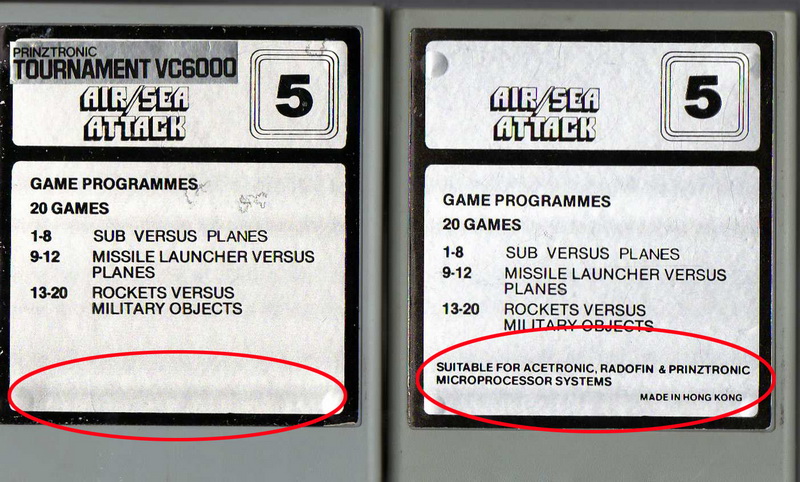 PRINZTRONIC
TOURNAMENT VC6000
AIR/SEA
ATTACK
5
GAME PROGRAMMES
20 GAMES
1-8 SUB VERSUS PLANES
9-12 MISSILE LAUNCHER VERSUS
PLANES
13-20 ROCKETS VERSUS
MILITARY OBJECTS
AIR/SEA
ATTACK
5
GAME PROGRAMMES
20 GAMES
1-8 SUB VERSUS PLANES
9-12 MISSILE LAUNCHER VERSUS
PLANES
13-20 ROCKETS VERSUS
MILITARY OBJECTS
SUITABLE FOR ACETRONIC, RADOFIN & PRINZTRONIC
MICROPROCESSOR SYSTEMS
MADE IN HONG KONG